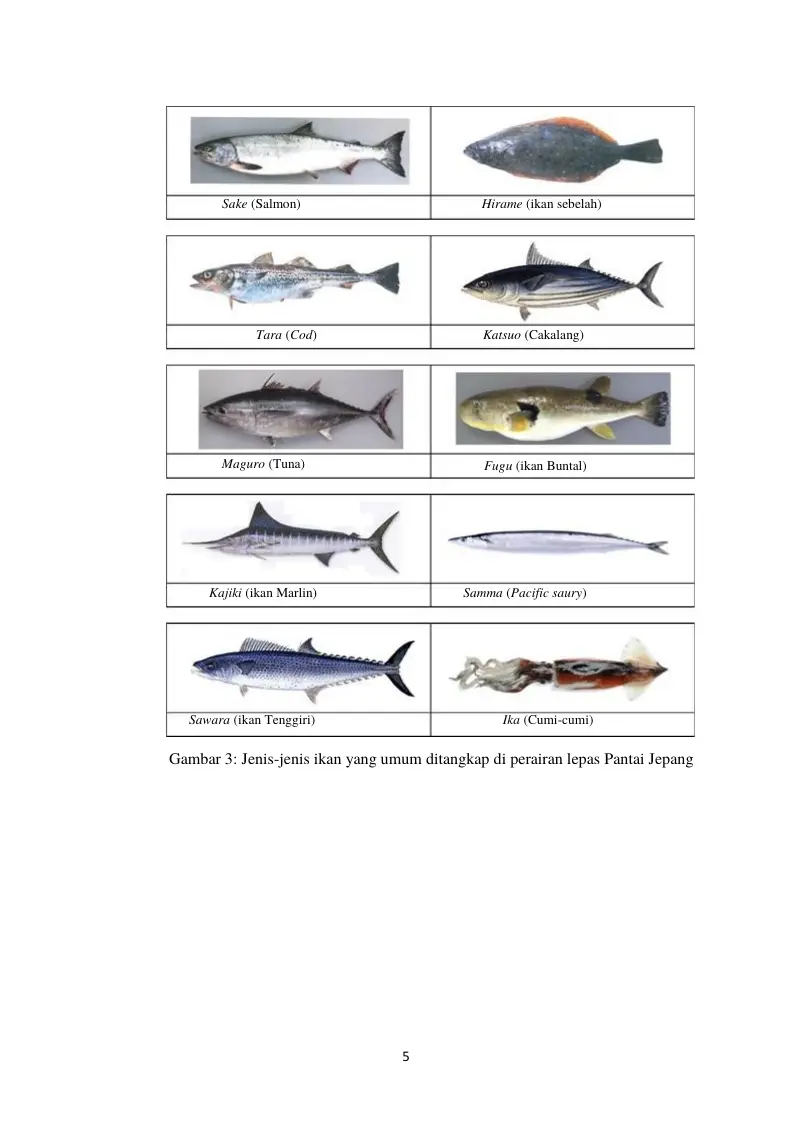 Sake (Salmon)
Hirame (ikan sebelah)
Tara (Cod)
Katsuo (Cakalang)
Maguro (Tuna)
Fugu (ikan Buntal)
Kajiki (ikan Marlin)
Samma (Pacific saury)
Sawara (ikan Tenggiri)
Ika (Cumi-cumi)
Gambar 3: Jenis-jenis ikan yang umum ditangkap di perairan lepas Pantai Jepang
5